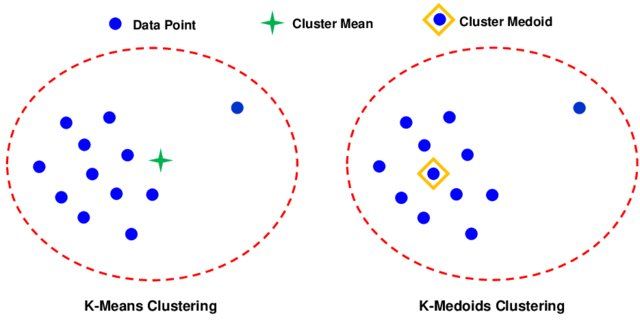 Data Point
Cluster Mean
Cluster Medoid
K-Means Clustering
K-Medoids Clustering